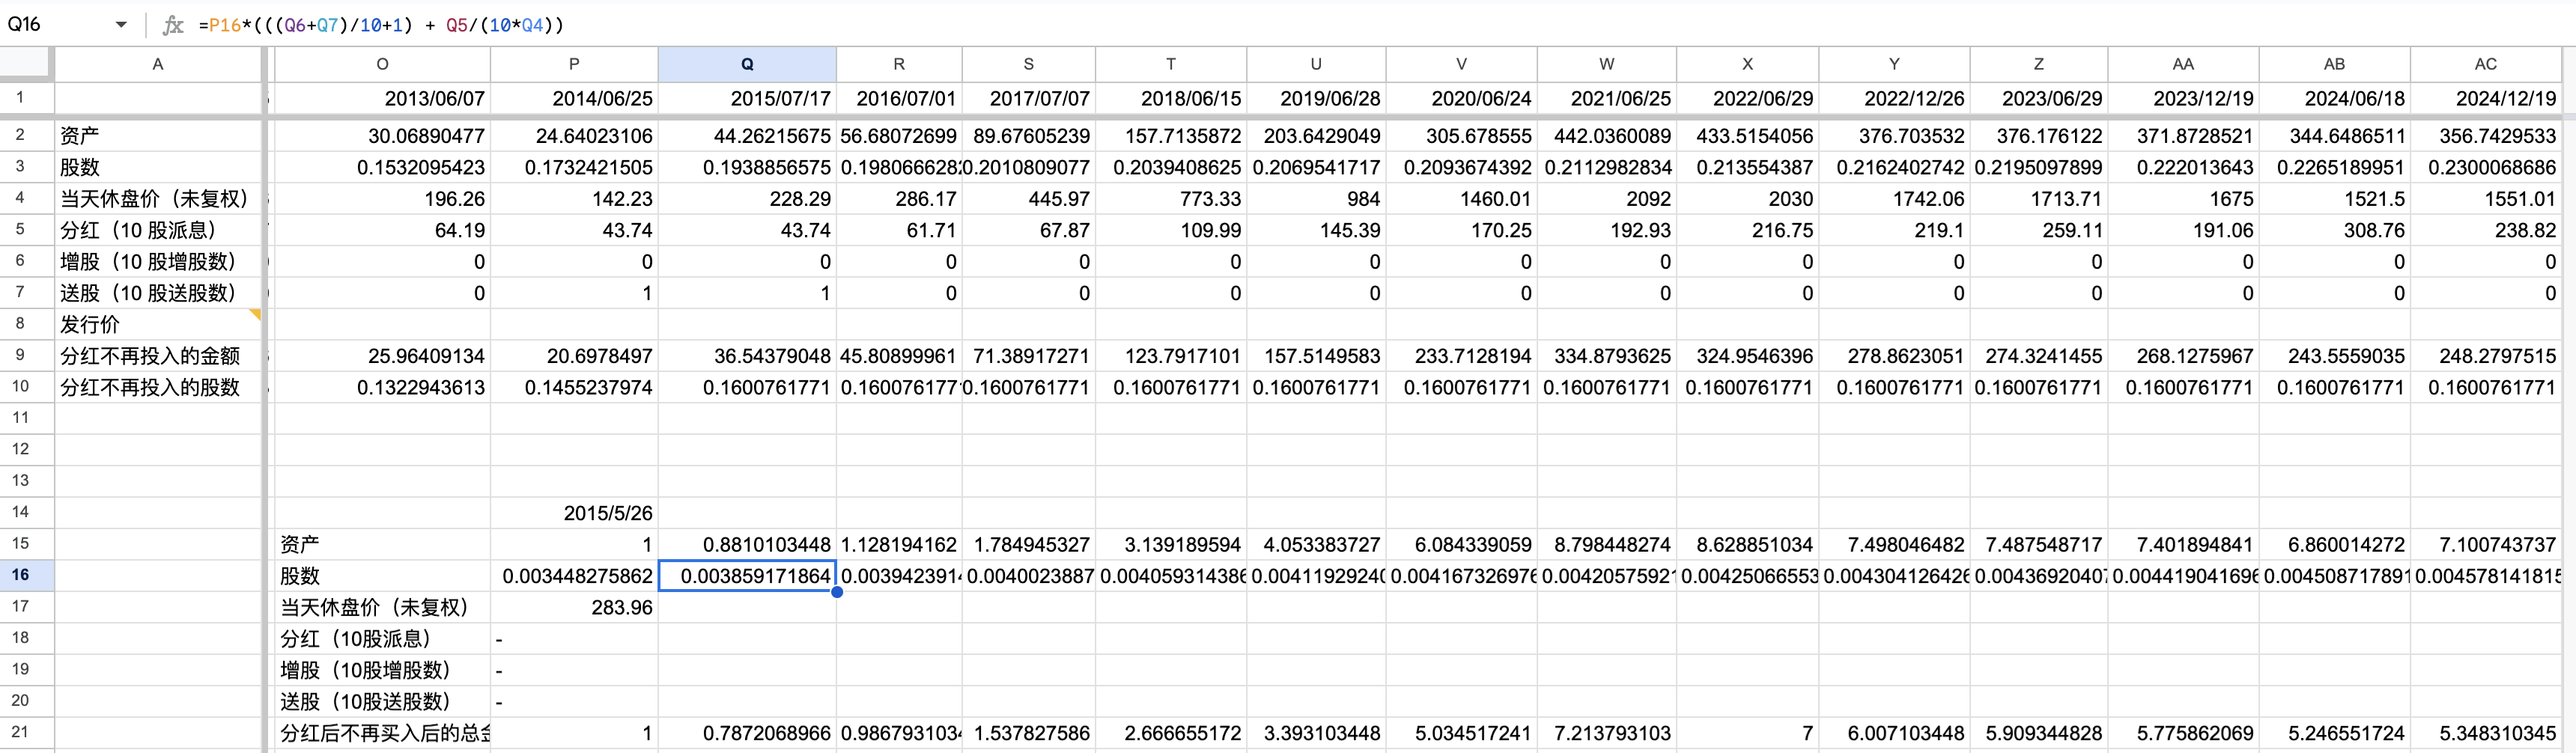 Q16 fx =P16*(((Q6+Q7)/10+1) + Q5/(10*Q4))
A O P Q R S T U V W X Y Z AA AB AC
1 2013/06/07 2014/06/25 2015/07/17 2016/07/01 2017/07/07 2018/06/15 2019/06/28 2020/06/24 2021/06/25 2022/06/29 2022/12/26 2023/06/29 2023/12/19 2024/06/18 2024/12/19
2 资产 30.06890477 24.64023106 44.26215675 56.68072699 89.67605239 157.7135872 203.6429049 305.678555 442.0360089 433.5154056 376.703532 376.176122 371.8728521 344.6486511 356.7429533
3 股数 0.1532095423 0.1732421505 0.1938856575 0.198066628 0.2010809077 0.2039408625 0.2069541717 0.2093674392 0.2112982834 0.213554387 0.2162402742 0.2195097899 0.222013643 0.2265189951 0.2300068686
4 当天休盘价（未复权） 196.26 142.23 228.29 286.17 445.97 773.33 984 1460.01 2092 2030 1742.06 1713.71 1675 1521.5 1551.01
5 分红（10 股派息） 64.19 43.74 43.74 61.71 67.87 109.99 145.39 170.25 192.93 216.75 219.1 259.11 191.06 308.76 238.82
6 增股（10 股增股数） 0 0 0 0 0 0 0 0 0 0 0 0 0 0 0
7 送股（10 股送股数） 0 1 1 0 0 0 0 0 0 0 0 0 0 0 0
8 发行价
9 分红不再投入的金额 25.96409134 20.6978497 36.54379048 45.80899961 71.38917271 123.7917101 157.5149583 233.7128194 334.8793625 324.9546396 278.8623051 274.3241455 268.1275967 243.5559035 248.2797515
10 分红不再投入的股数 0.1322943613 0.1455237974 0.1600761771 0.160076177 0.1600761771 0.1600761771 0.1600761771 0.1600761771 0.1600761771 0.1600761771 0.1600761771 0.1600761771 0.1600761771 0.1600761771 0.1600761771
11
12
13
14 2015/5/26
15 资产 1 0.8810103448 1.128194162 1.784945327 3.139189594 4.053383727 6.084339059 8.798448274 8.628851034 7.498046482 7.487548717 7.401894841 6.860014272 7.100743737
16 股数 0.003448275862 0.003859171864 0.003942391 0.0040023887 0.004059314386 0.00411929240 0.004167326976 0.00420575921 0.00425066553 0.004304126426 0.00436920407 0.004419041696 0.004508717891 0.004578141815
17 当天休盘价（未复权） 283.96
18 分红（10股派息） -
19 增股（10股增股数） -
20 送股（10股送股数） -
21 分红后不再买入后的总金 1 0.7872068966 0.986793103 1.537827586 2.666655172 3.393103448 5.034517241 7.213793103 7 6.007103448 5.909344828 5.775862069 5.246551724 5.348310345